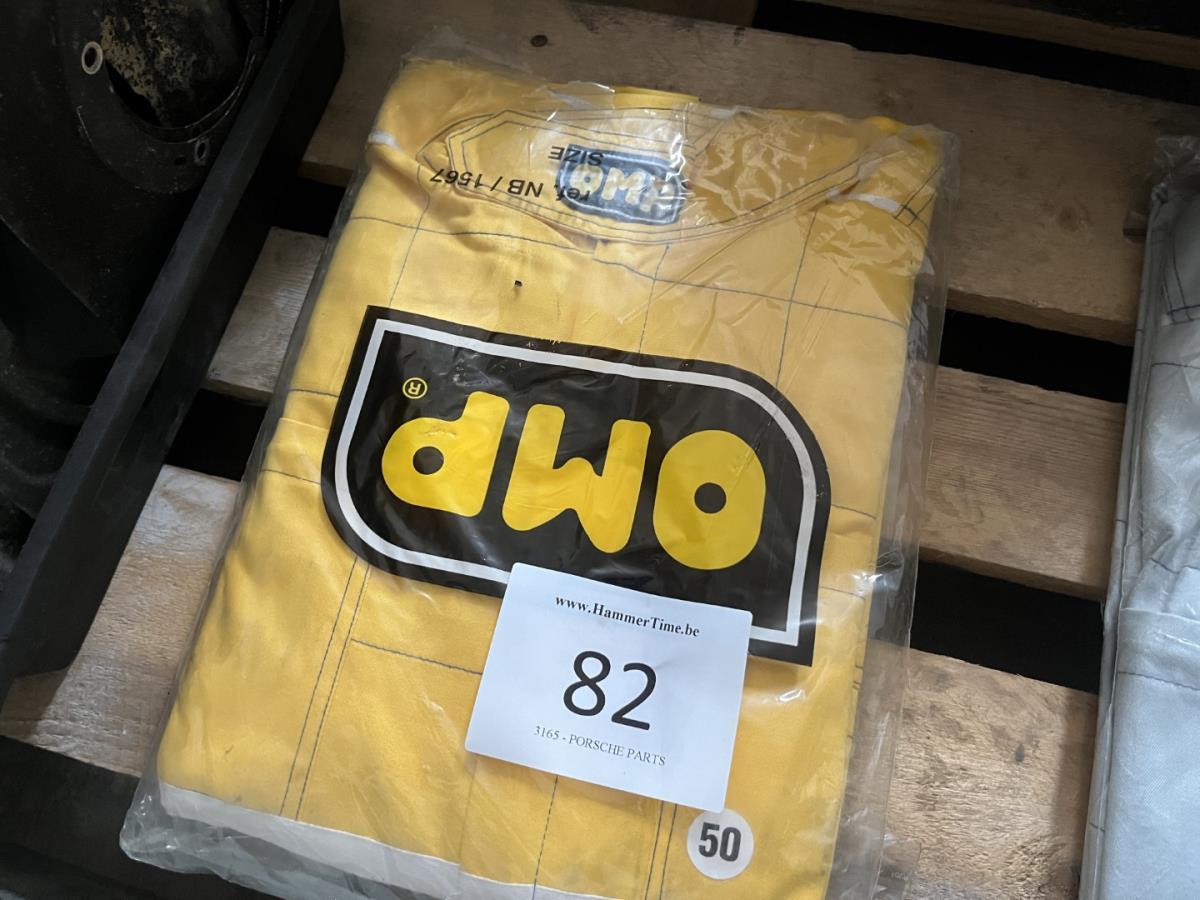 SIZE
ref. NB / 1567
OMP
OMP
®
www.HammerTime.be
82
3165 - PORSCHE PARTS
50